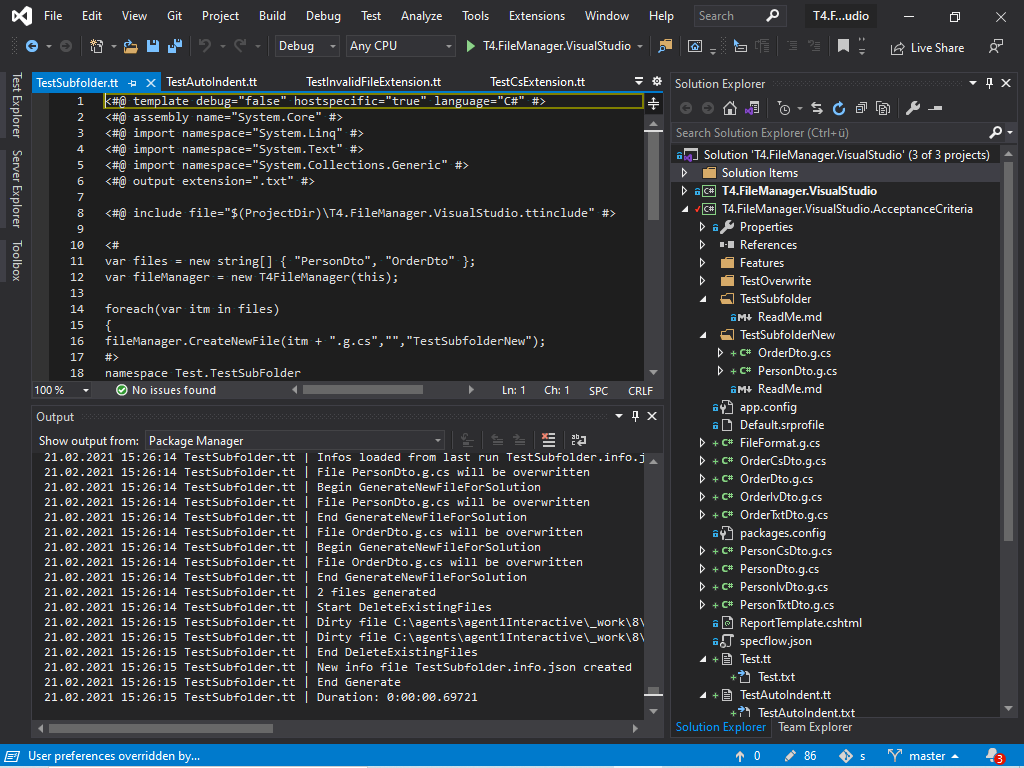 File Edit View Git Project Build Debug Test Analyze Tools Extensions Window Help Search T4.F...udio
Debug Any CPU T4.FileManager.VisualStudio Live Share
Test Explorer
Server Explorer
Toolbox
TestSubfolder.tt TestAutoIndent.tt TestInvalidFileExtension.tt TestCsExtension.tt
1 <#@ template debug="false" hostspecific="true" language="C#" #>
2 <#@ assembly name="System.Core" #>
3 <#@ import namespace="System.Linq" #>
4 <#@ import namespace="System.Text" #>
5 <#@ import namespace="System.Collections.Generic" #>
6 <#@ output extension=".txt" #>
7
8 <#@ include file="$(ProjectDir)\T4.FileManager.VisualStudio.ttinclude" #>
9
10 <#
11 var files = new string[] { "PersonDto", "OrderDto" };
12 var fileManager = new T4FileManager(this);
13
14 foreach(var itm in files)
15 {
16 fileManager.CreateNewFile(itm + ".g.cs","","TestSubfolderNew");
17 #>
18 namespace Test.TestSubFolder
100 % No issues found Ln: 1 Ch: 1 SPC CRLF
Output
Show output from: Package Manager
21.02.2021 15:26:14 TestSubfolder.tt | Infos loaded from last run TestSubfolder.info.j
21.02.2021 15:26:14 TestSubfolder.tt | File PersonDto.g.cs will be overwritten
21.02.2021 15:26:14 TestSubfolder.tt | Begin GenerateNewFileForSolution
21.02.2021 15:26:14 TestSubfolder.tt | File PersonDto.g.cs will be overwritten
21.02.2021 15:26:14 TestSubfolder.tt | End GenerateNewFileForSolution
21.02.2021 15:26:14 TestSubfolder.tt | File OrderDto.g.cs will be overwritten
21.02.2021 15:26:14 TestSubfolder.tt | Begin GenerateNewFileForSolution
21.02.2021 15:26:14 TestSubfolder.tt | File OrderDto.g.cs will be overwritten
21.02.2021 15:26:14 TestSubfolder.tt | End GenerateNewFileForSolution
21.02.2021 15:26:14 TestSubfolder.tt | 2 files generated
21.02.2021 15:26:14 TestSubfolder.tt | Start DeleteExistingFiles
21.02.2021 15:26:14 TestSubfolder.tt | Dirty file C:\agents\agent1Interactive\_work\8\
21.02.2021 15:26:14 TestSubfolder.tt | Dirty file C:\agents\agent1Interactive\_work\8\
21.02.2021 15:26:15 TestSubfolder.tt | End DeleteExistingFiles
21.02.2021 15:26:15 TestSubfolder.tt | New info file TestSubfolder.info.json created
21.02.2021 15:26:15 TestSubfolder.tt | End Generate
21.02.2021 15:26:15 TestSubfolder.tt | Duration: 0:00:00.69721
Solution Explorer
Search Solution Explorer (Ctrl+ü)
Solution 'T4.FileManager.VisualStudio' (3 of 3 projects)
Solution Items
C# T4.FileManager.VisualStudio
C# T4.FileManager.VisualStudio.AcceptanceCriteria
Properties
References
Features
TestOverwrite
TestSubfolder
M+ ReadMe.md
TestSubfolderNew
+ C# OrderDto.g.cs
+ C# PersonDto.g.cs
M+ ReadMe.md
app.config
Default.srprofile
+ C# FileFormat.g.cs
+ C# OrderCsDto.g.cs
+ C# OrderDto.g.cs
+ C# OrderIvDto.g.cs
+ C# OrderTxtDto.g.cs
packages.config
+ C# PersonCsDto.g.cs
+ C# PersonDto.g.cs
+ C# PersonIvDto.g.cs
+ C# PersonTxtDto.g.cs
ReportTemplate.cshtml
specflow.json
+ Test.tt
+ Test.txt
+ TestAutoIndent.tt
+ TestAutoIndent.txt
Solution Explorer Team Explorer
User preferences overridden by... 0 86 s master 3